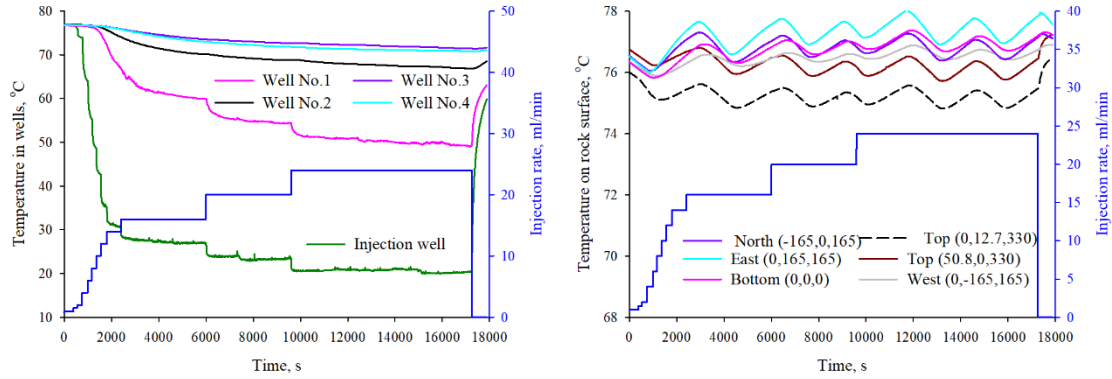 Temperature in wells, °C
80
70
60
50
40
30
20
10
0 2000 4000 6000 8000 10000 12000 14000 16000 18000
Time, s
50
45
40
35
30
25
20
15
10
5
0
Injection rate, ml/min
Well No.1 Well No.3
Well No.2 Well No.4
Injection well
Temperature on rock surface, °C
78
76
74
72
70
68
0 2000 4000 6000 8000 10000 12000 14000 16000 18000
Time, s
40
35
30
25
20
15
10
5
0
Injection rate, ml/min
North (-165,0,165) Top (0,12.7,330)
East (0,165,165) Top (50.8,0,330)
Bottom (0,0,0) West (0,-165,165)